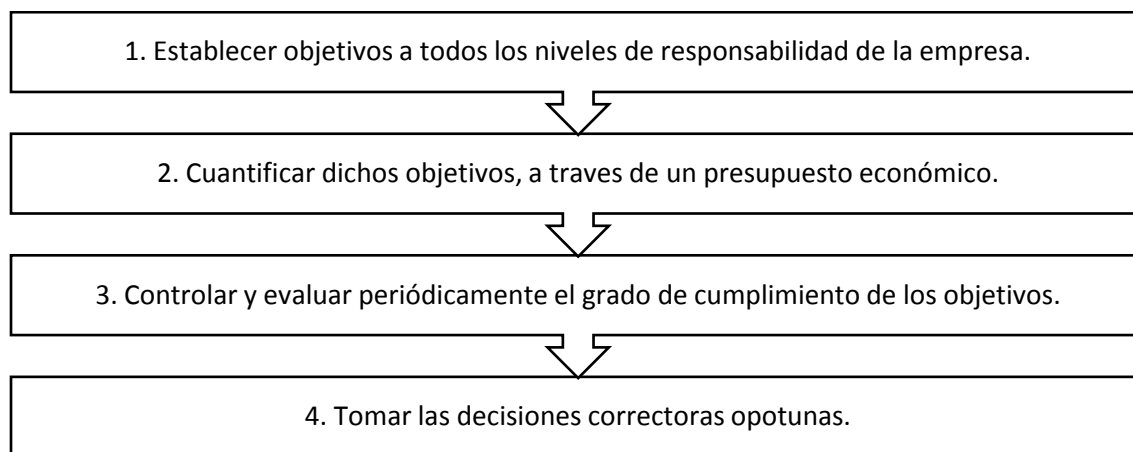 1. Establecer objetivos a todos los niveles de responsabilidad de la empresa.
2. Cuantificar dichos objetivos, a traves de un presupuesto económico.
3. Controlar y evaluar periódicamente el grado de cumplimiento de los objetivos.
4. Tomar las decisiones correctoras opotunas.